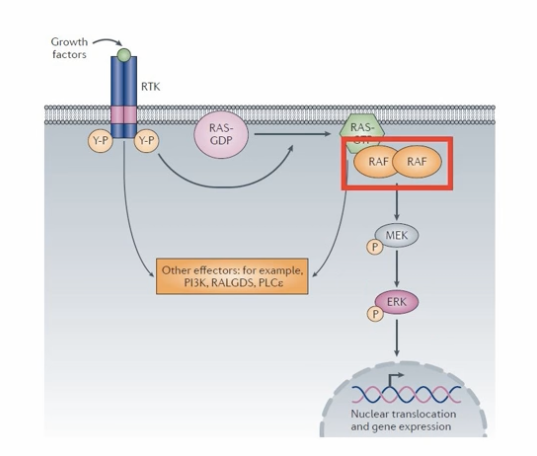 Growth
factors
RTK
Y-P
Y-P
RAS-
GDP
RAS-
GTP
RAF
RAF
MEK
P
ERK
P
Other effectors: for example,
PI3K, RALGDS, PLCε
Nuclear translocation
and gene expression